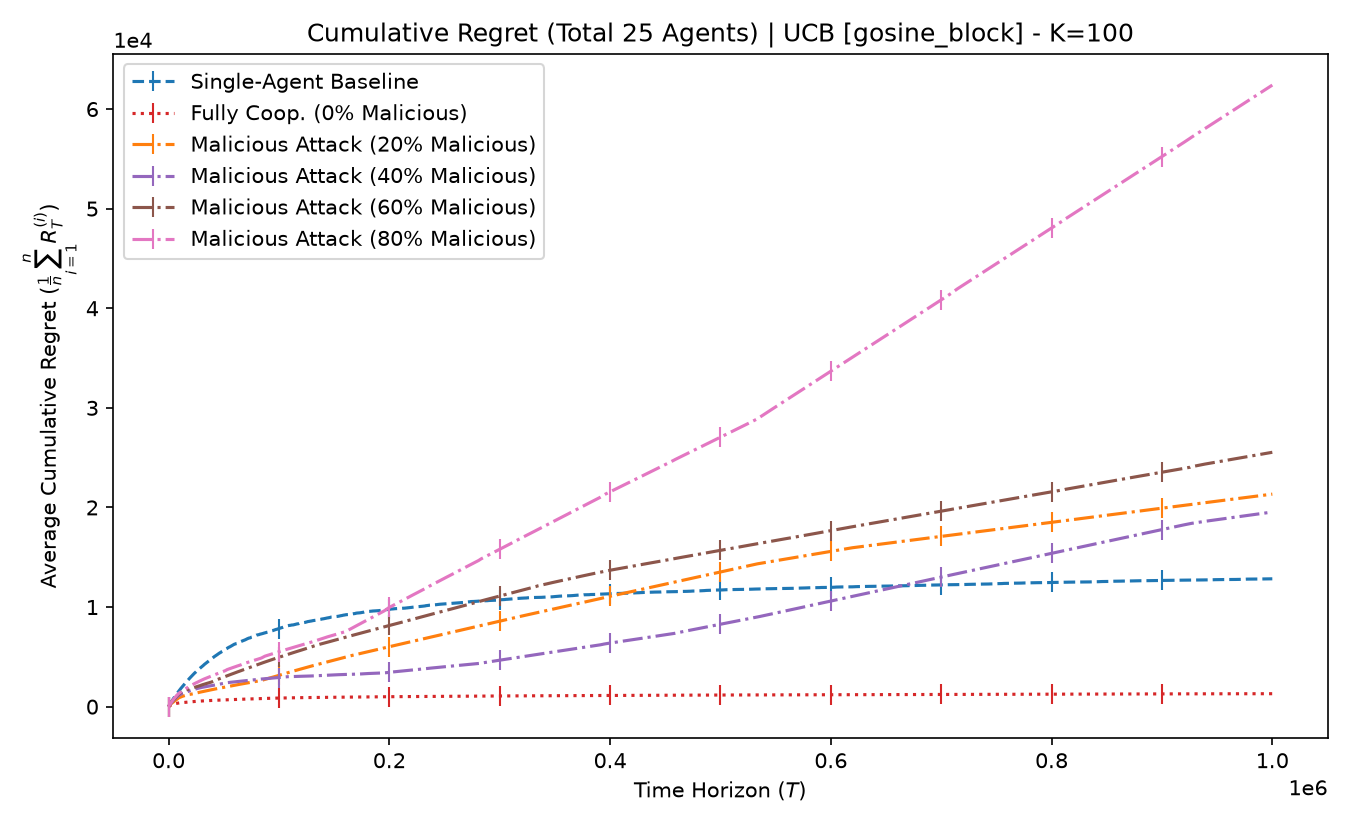 Cumulative Regret (Total 25 Agents) | UCB [gosine_block] - K=100
1e4
Single-Agent Baseline
Fully Coop. (0% Malicious)
Malicious Attack (20% Malicious)
Malicious Attack (40% Malicious)
Malicious Attack (60% Malicious)
Malicious Attack (80% Malicious)
Average Cumulative Regret ($\frac{1}{n}\sum_{i=1}^{n} R_T^{(i)}$)
6
5
4
3
2
1
0
0.0 0.2 0.4 0.6 0.8 1.0
1e6
Time Horizon (T)